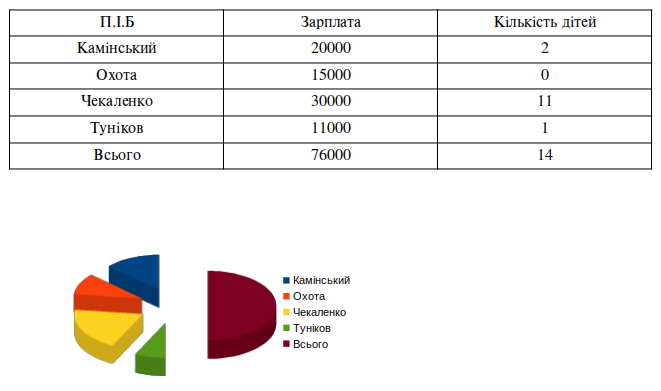 П.І.Б Зарплата Кількість дітей
Камінський 20000 2
Охота 15000 0
Чекаленко 30000 11
Туніков 11000 1
Всього 76000 14
Камінський
Охота
Чекаленко
Туніков
Всього